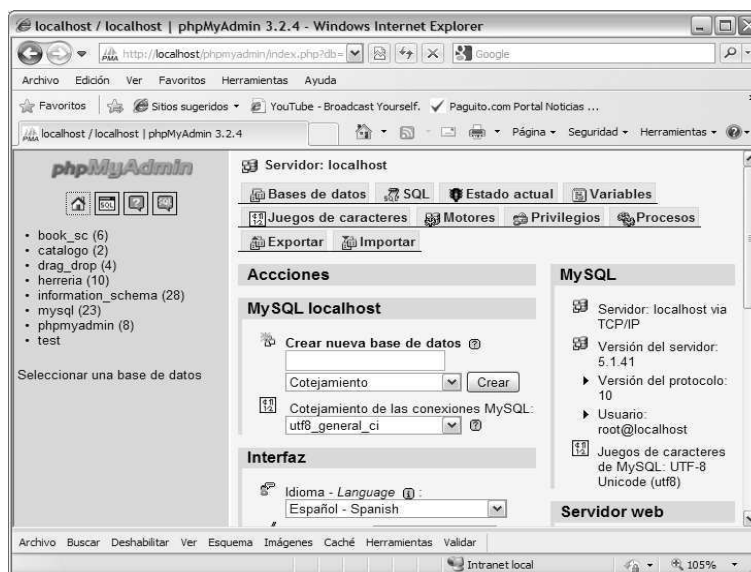 localhost / localhost | phpMyAdmin 3.2.4 - Windows Internet Explorer
PMA http://localhost/phpmyadmin/index.php?db=
Google
Archivo Edición Ver Favoritos Herramientas Ayuda
Favoritos Sitios sugeridos YouTube - Broadcast Yourself. Paguito.com Portal Noticias ...
localhost / localhost | phpMyAdmin 3.2.4
Página Seguridad Herramientas
phpMyAdmin
SQL
book_sc (6)
catalogo (2)
drag_drop (4)
herreria (10)
information_schema (28)
mysql (23)
phpmyadmin (8)
test
Seleccionar una base de datos
Servidor: localhost
Bases de datos SQL Estado actual Variables
Juegos de caracteres Motores Privilegios Procesos
Exportar Importar
Accciones
MySQL localhost
Crear nueva base de datos
Cotejamiento Crear
Cotejamiento de las conexiones MySQL:
utf8_general_ci
Interfaz
Idioma - Language :
Español - Spanish
MySQL
Servidor: localhost via
TCP/IP
Versión del servidor:
5.1.41
Versión del protocolo:
10
Usuario:
root@localhost
Juegos de caracteres
de MySQL: UTF-8
Unicode (utf8)
Servidor web
Archivo Buscar Deshabilitar Ver Esquema Imágenes Caché Herramientas Validar
Intranet local 105%